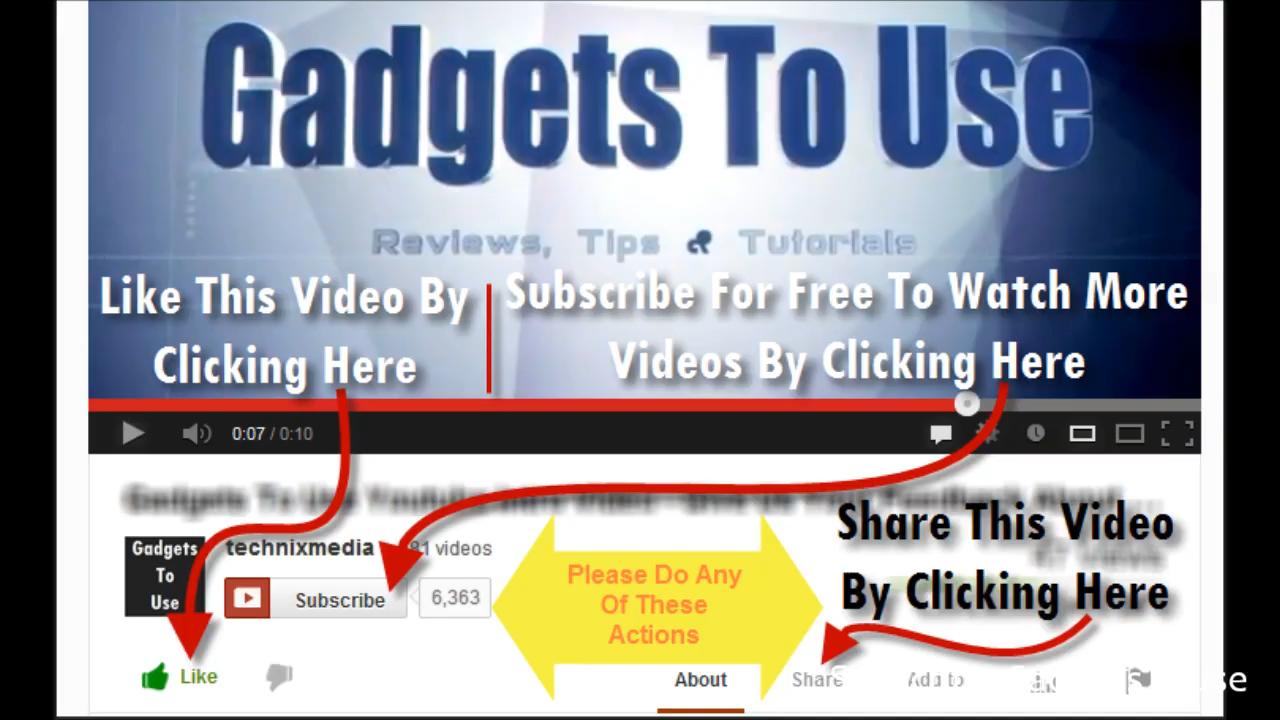 Gadgets To Use
Reviews, Tips & Tutorials
Like This Video By
Clicking Here
Subscribe For Free To Watch More
Videos By Clicking Here
0:07 / 0:10
Share This Video
By Clicking Here
Gadgets
To
Use
technixmedia
81 videos
Subscribe
6,363
Please Do Any
Of These
Actions
Like
About
Share
Add to